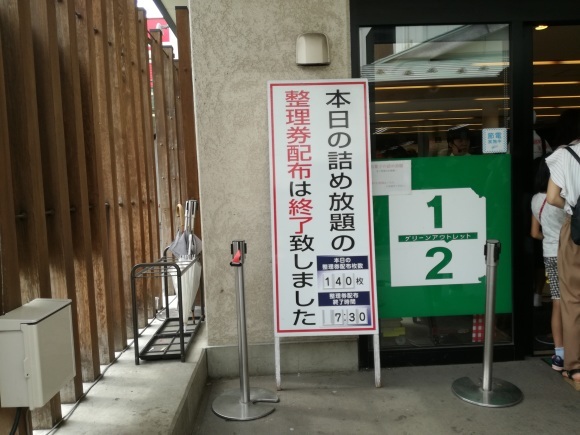 本日の詰め放題の
整理券配布は終了致しました
本日の
整理券配布枚数
140枚
整理券配布
終了時間
7:30
1
グリーンアウトレット
2
節電